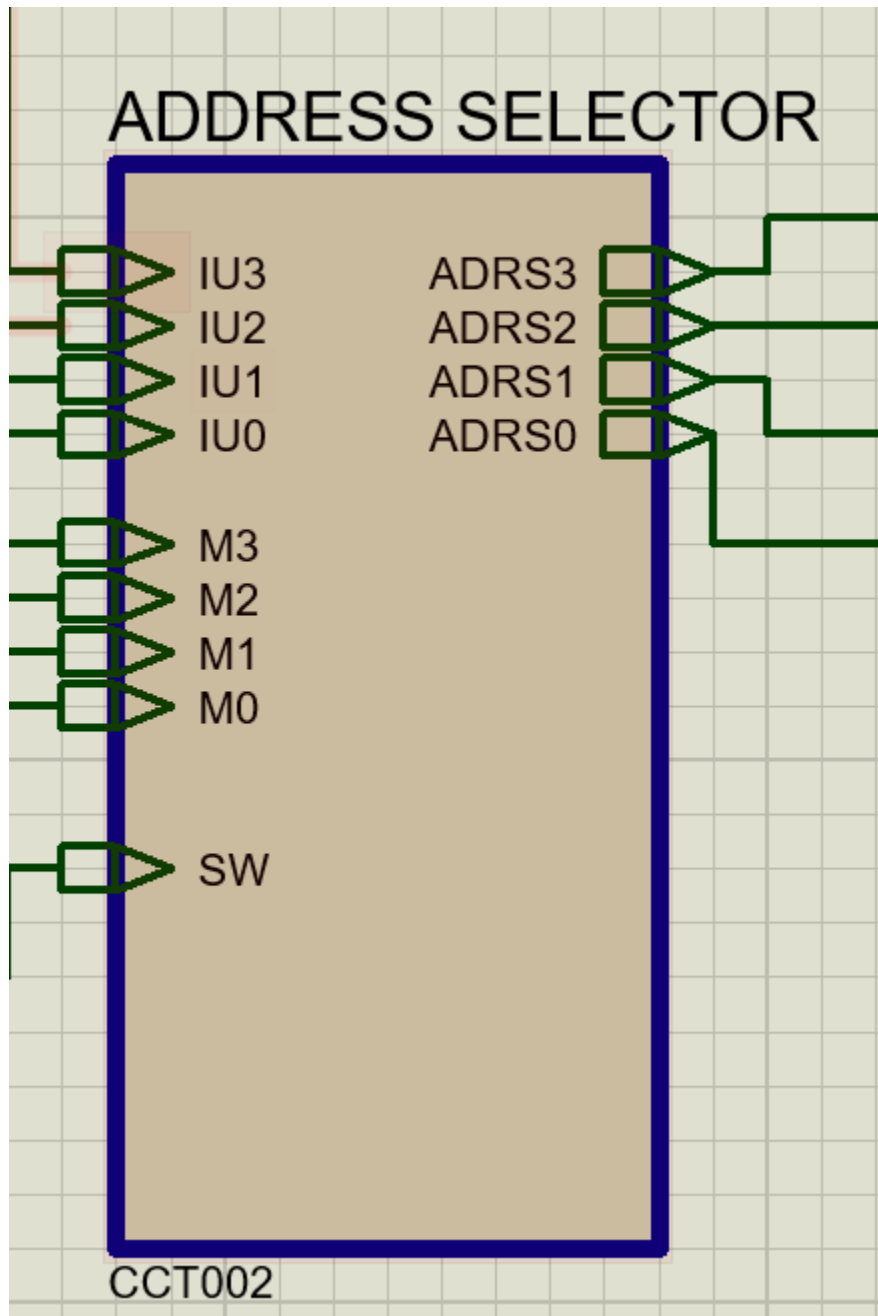 ADDRESS SELECTOR
IU3 ADRS3
IU2 ADRS2
IU1 ADRS1
IU0 ADRS0
M3
M2
M1
M0
SW
CCT002